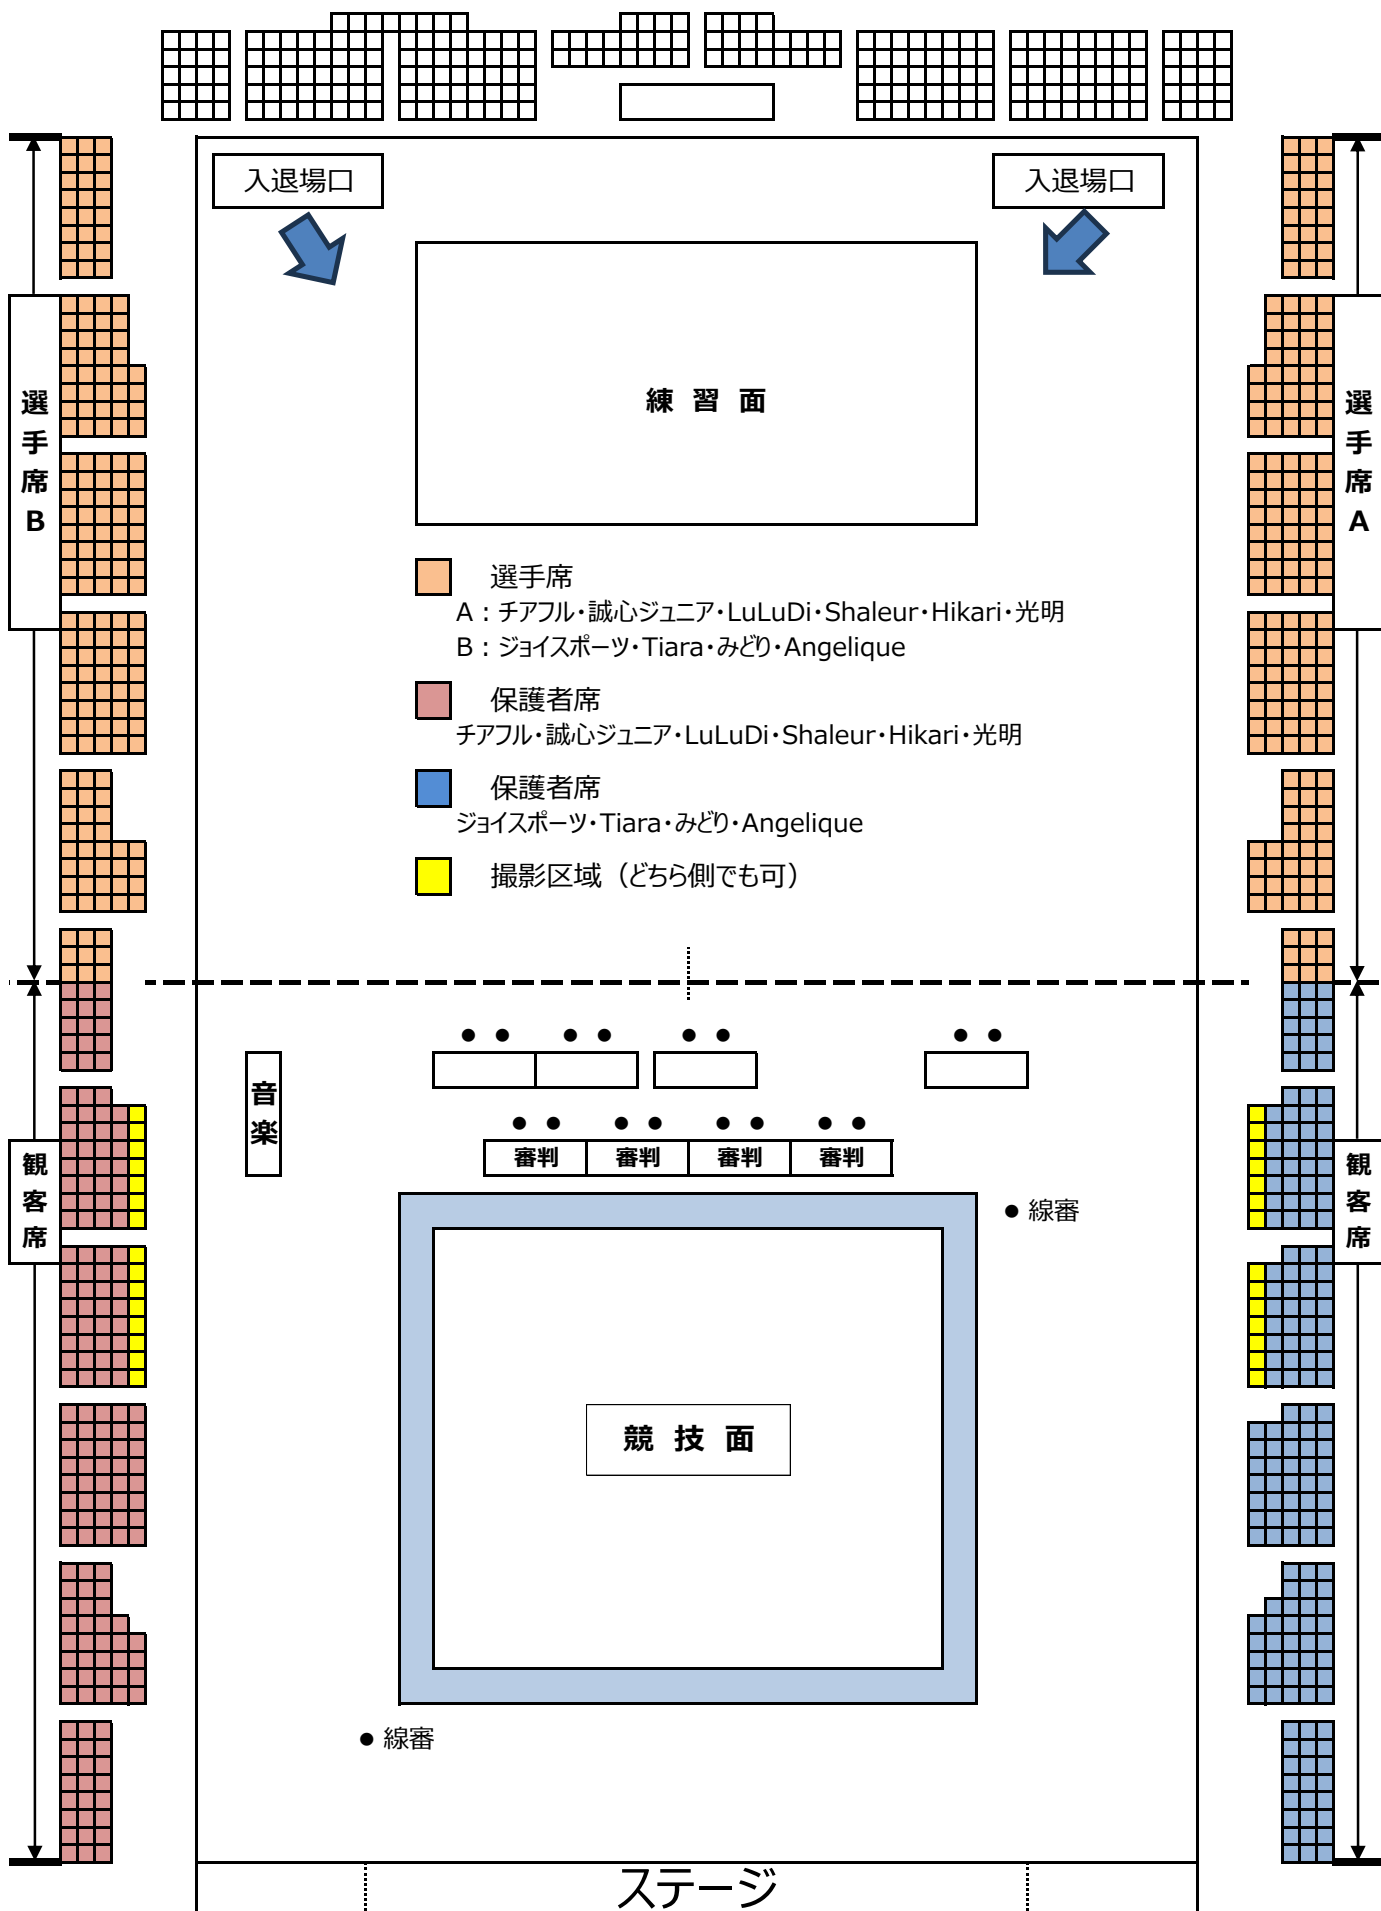 入退場口
入退場口
練 習 面
選手席B
選手席A
選手席
A：チアフル・誠心ジュニア・LuLuDi・Shaleur・Hikari・光明
B：ジョイスポーツ・Tiara・みどり・Angelique
保護者席
チアフル・誠心ジュニア・LuLuDi・Shaleur・Hikari・光明
保護者席
ジョイスポーツ・Tiara・みどり・Angelique
撮影区域（どちら側でも可）
音楽
審判
審判
審判
審判
観客席
観客席
線審
競 技 面
線審
ステージ